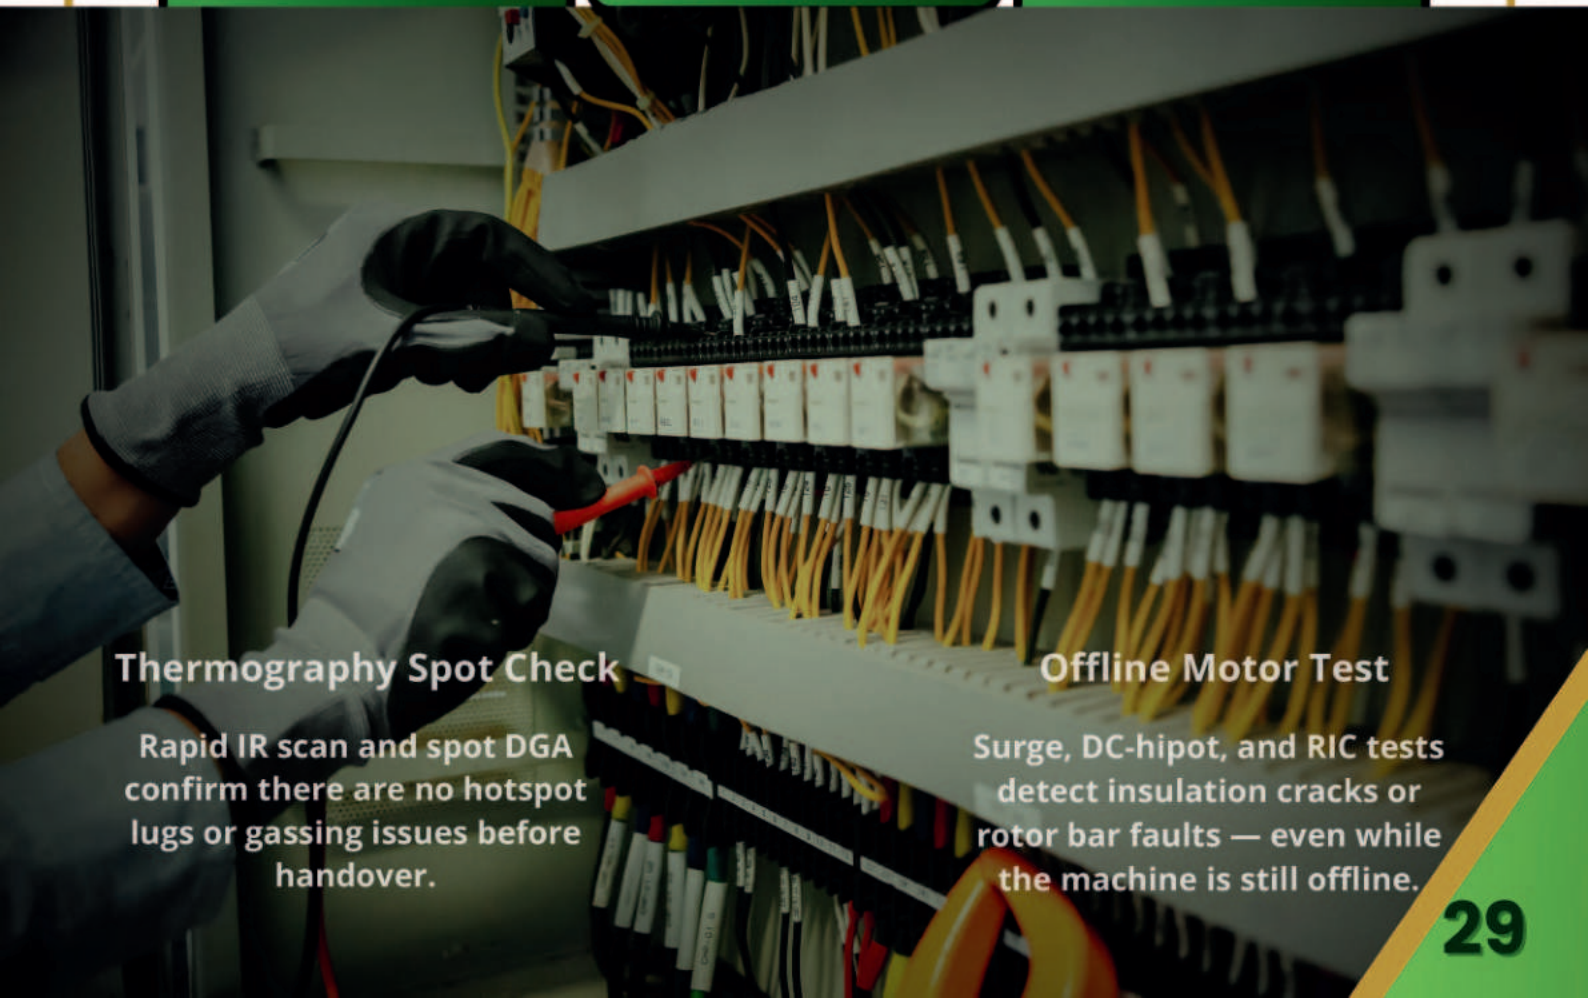 Thermography Spot Check
Rapid IR scan and spot DGA
confirm there are no hotspot
lugs or gassing issues before
handover.
Offline Motor Test
Surge, DC-hipot, and RIC tests
detect insulation cracks or
rotor bar faults — even while
the machine is still offline.
29